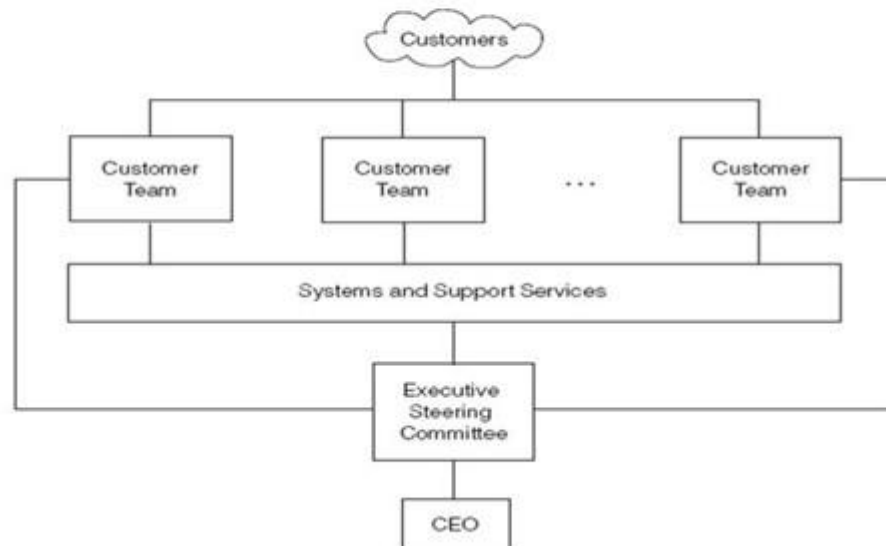 Customers
Customer
Team
Customer
Team
...
Customer
Team
Systems and Support Services
Executive
Steering
Committee
CEO